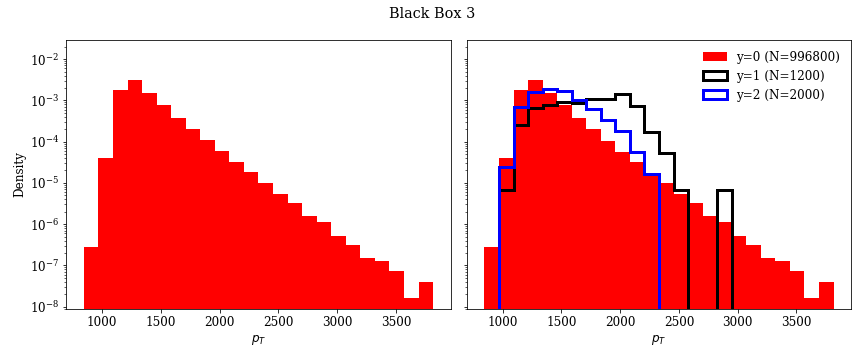 Black Box 3
Density
10⁻²
10⁻³
10⁻⁴
10⁻⁵
10⁻⁶
10⁻⁷
10⁻⁸
1000 1500 2000 2500 3000 3500
p_T
y=0 (N=996800)
y=1 (N=1200)
y=2 (N=2000)
1000 1500 2000 2500 3000 3500
p_T